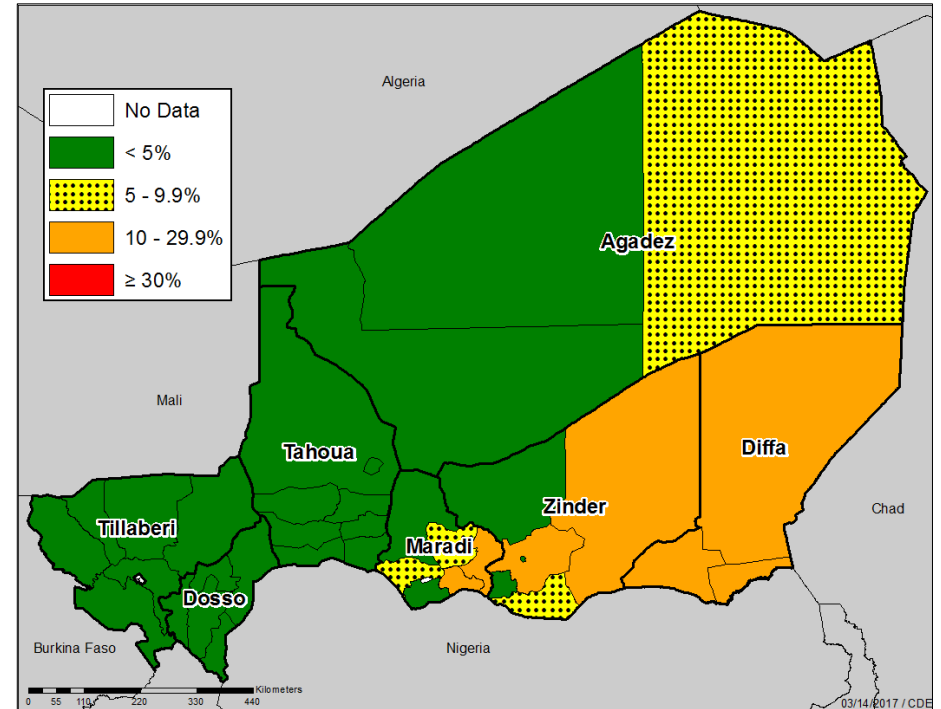 Algeria
No Data
< 5%
5 - 9.9%
10 - 29.9%
≥ 30%
Agadez
Mali
Tahoua
Diffa
Zinder
Chad
Tillaberi
Maradi
Dosso
Burkina Faso
Nigeria
Kilometers
0 55 110 220 330 440
03/14/2017 / CDE